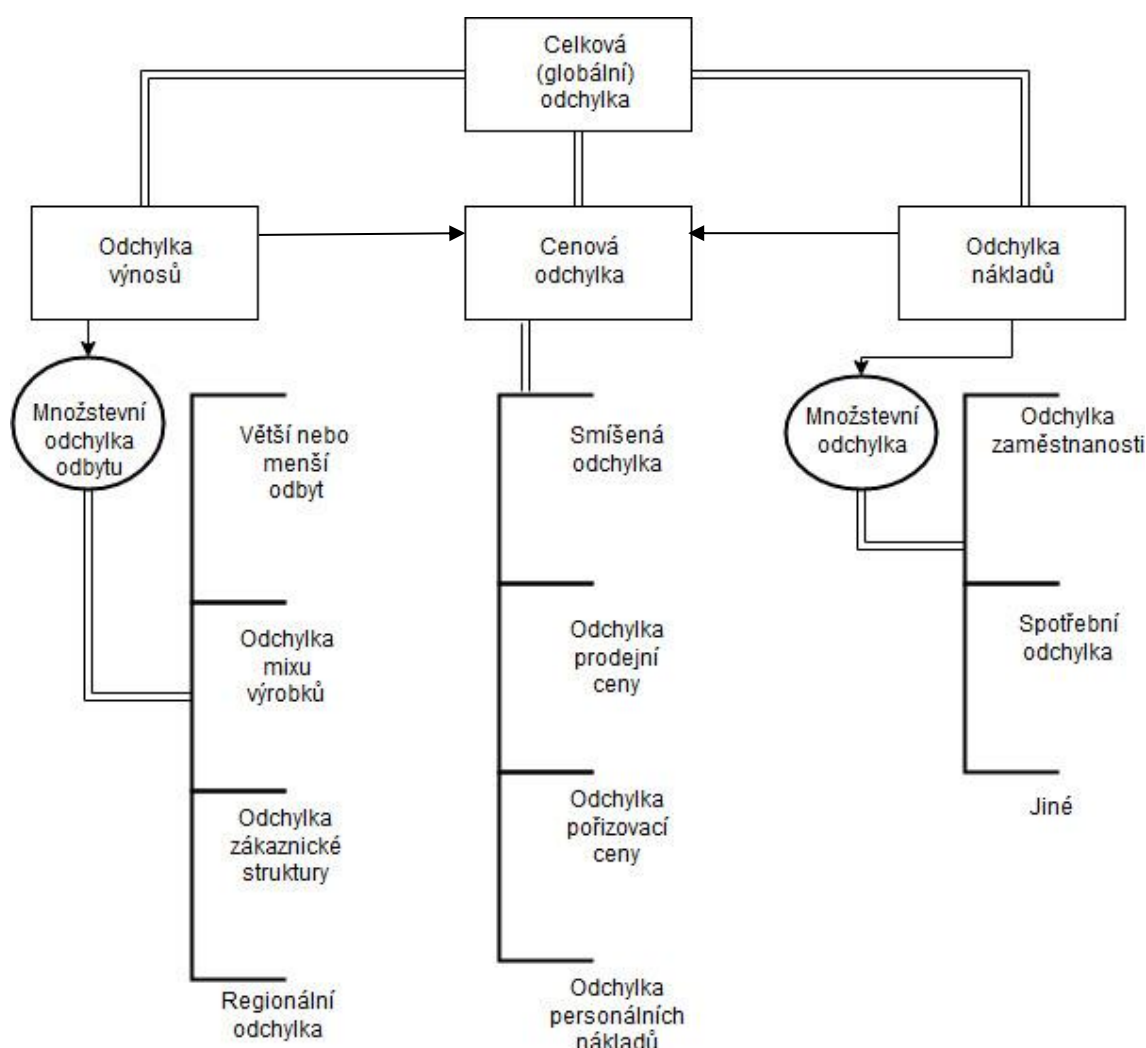 Celková
(globální)
odchylka
Odchylka
výnosů
Cenová
odchylka
Odchylka
nákladů
Množstevní
odchylka
odbytu
Větší nebo
menší
odbyt
Odchylka
mixu
výrobků
Odchylka
zákaznické
struktury
Regionální
odchylka
Smíšená
odchylka
Odchylka
prodejní
ceny
Odchylka
pořizovací
ceny
Odchylka
personálních
nákladů
Množstevní
odchylka
Odchylka
zaměstnanosti
Spotřební
odchylka
Jiné